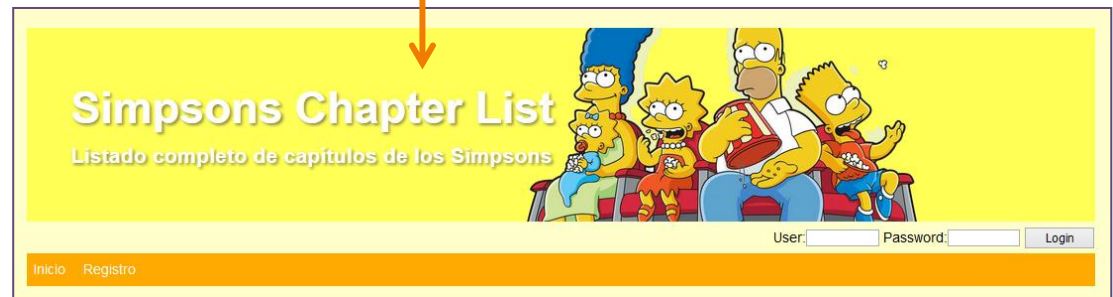 Simpsons Chapter List
Listado completo de capítulos de los Simpsons
User: Password: Login
Inicio Registro